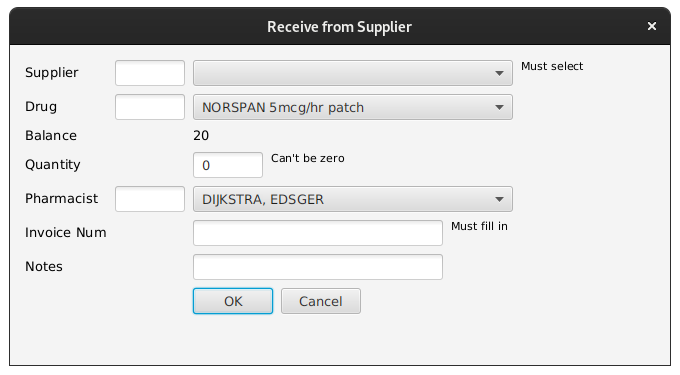 Receive from Supplier ×
Supplier Must select
Drug NORSPAN 5mcg/hr patch
Balance 20
Quantity 0 Can't be zero
Pharmacist DIJKSTRA, EDSGER
Invoice Num Must fill in
Notes
OK Cancel